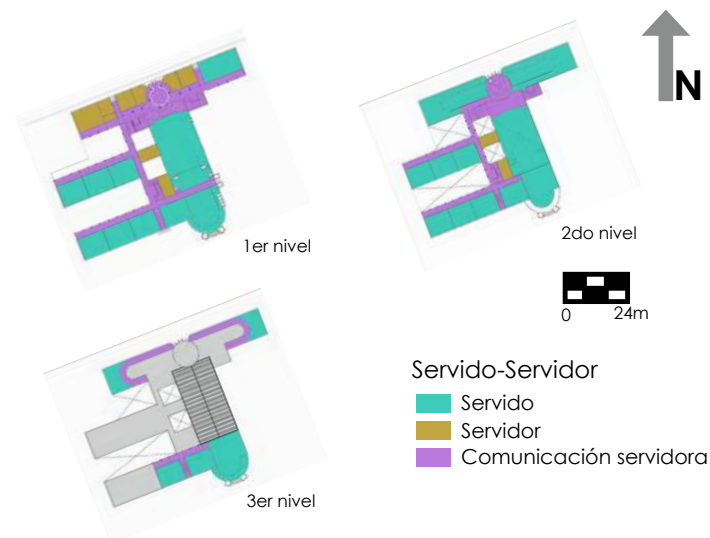 N
1er nivel
2do nivel
0 24m
3er nivel
Servido-Servidor
Servido
Servidor
Comunicación servidora